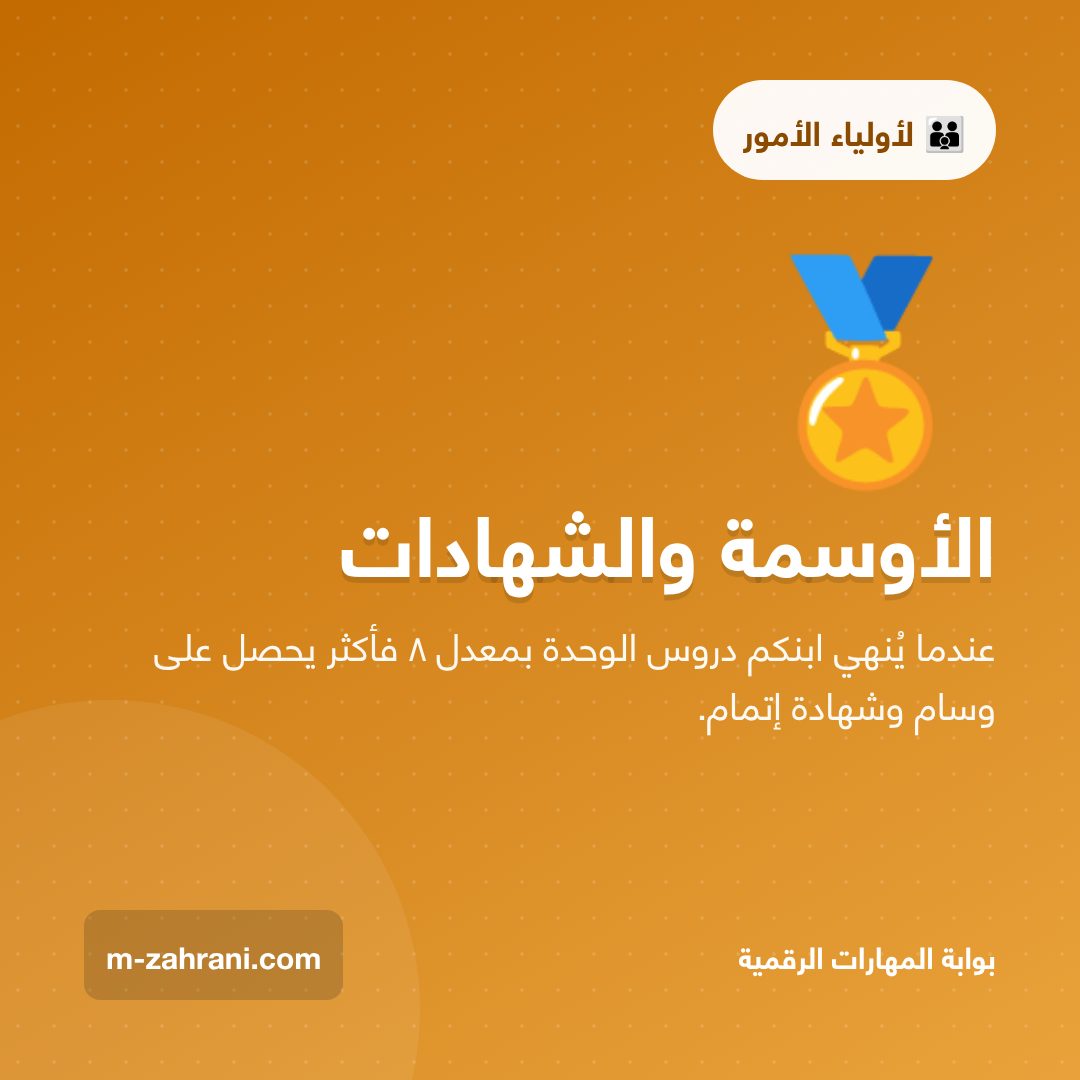 لأولياء الأمور
الأوسمة والشهادات
عندما يُنهي ابنكم دروس الوحدة بمعدل ٨ فأكثر يحصل على
وسام وشهادة إتمام.
بوابة المهارات الرقمية
m-zahrani.com